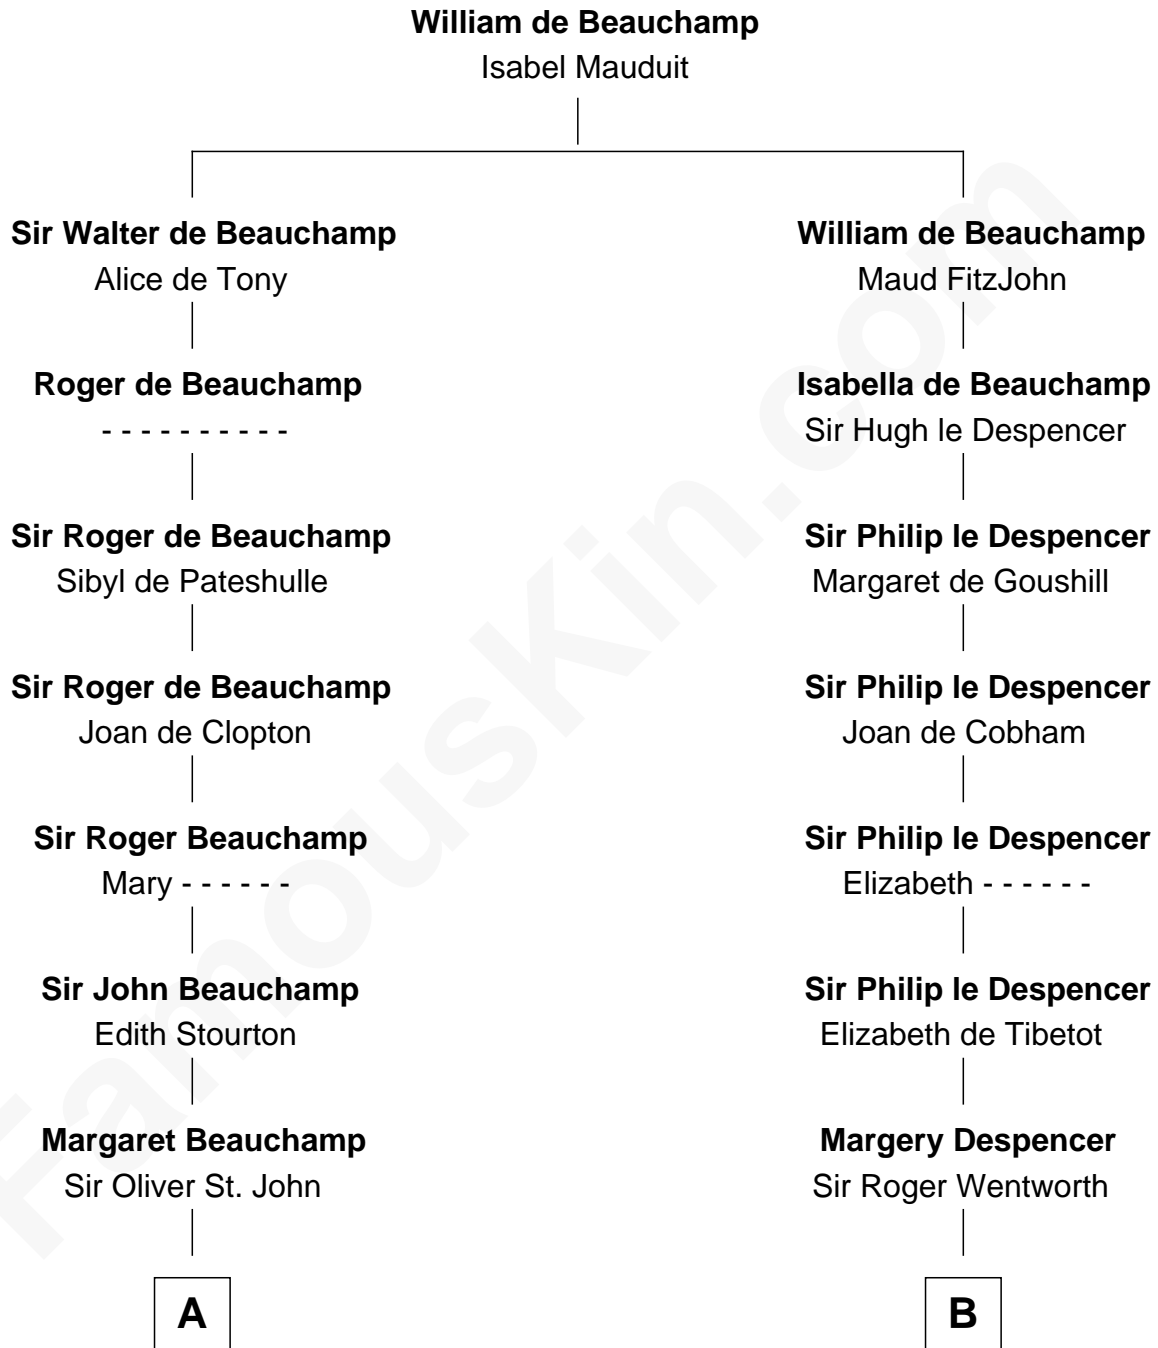 William de Beauchamp
Isabel Mauduit
Sir Walter de Beauchamp
Alice de Tony
William de Beauchamp
Maud FitzJohn
Roger de Beauchamp
- - - - - - - - - -
Isabella de Beauchamp
Sir Hugh le Despencer
Sir Roger de Beauchamp
Sibyl de Pateshulle
Sir Philip le Despencer
Margaret de Goushill
Sir Roger de Beauchamp
Joan de Clopton
Sir Philip le Despencer
Joan de Cobham
Sir Roger Beauchamp
Mary - - - - - -
Sir Philip le Despencer
Elizabeth - - - - - -
Sir John Beauchamp
Edith Stourton
Sir Philip le Despencer
Elizabeth de Tibetot
Margaret Beauchamp
Sir Oliver St. John
Margery Despencer
Sir Roger Wentworth
A
B
FamousKin.com